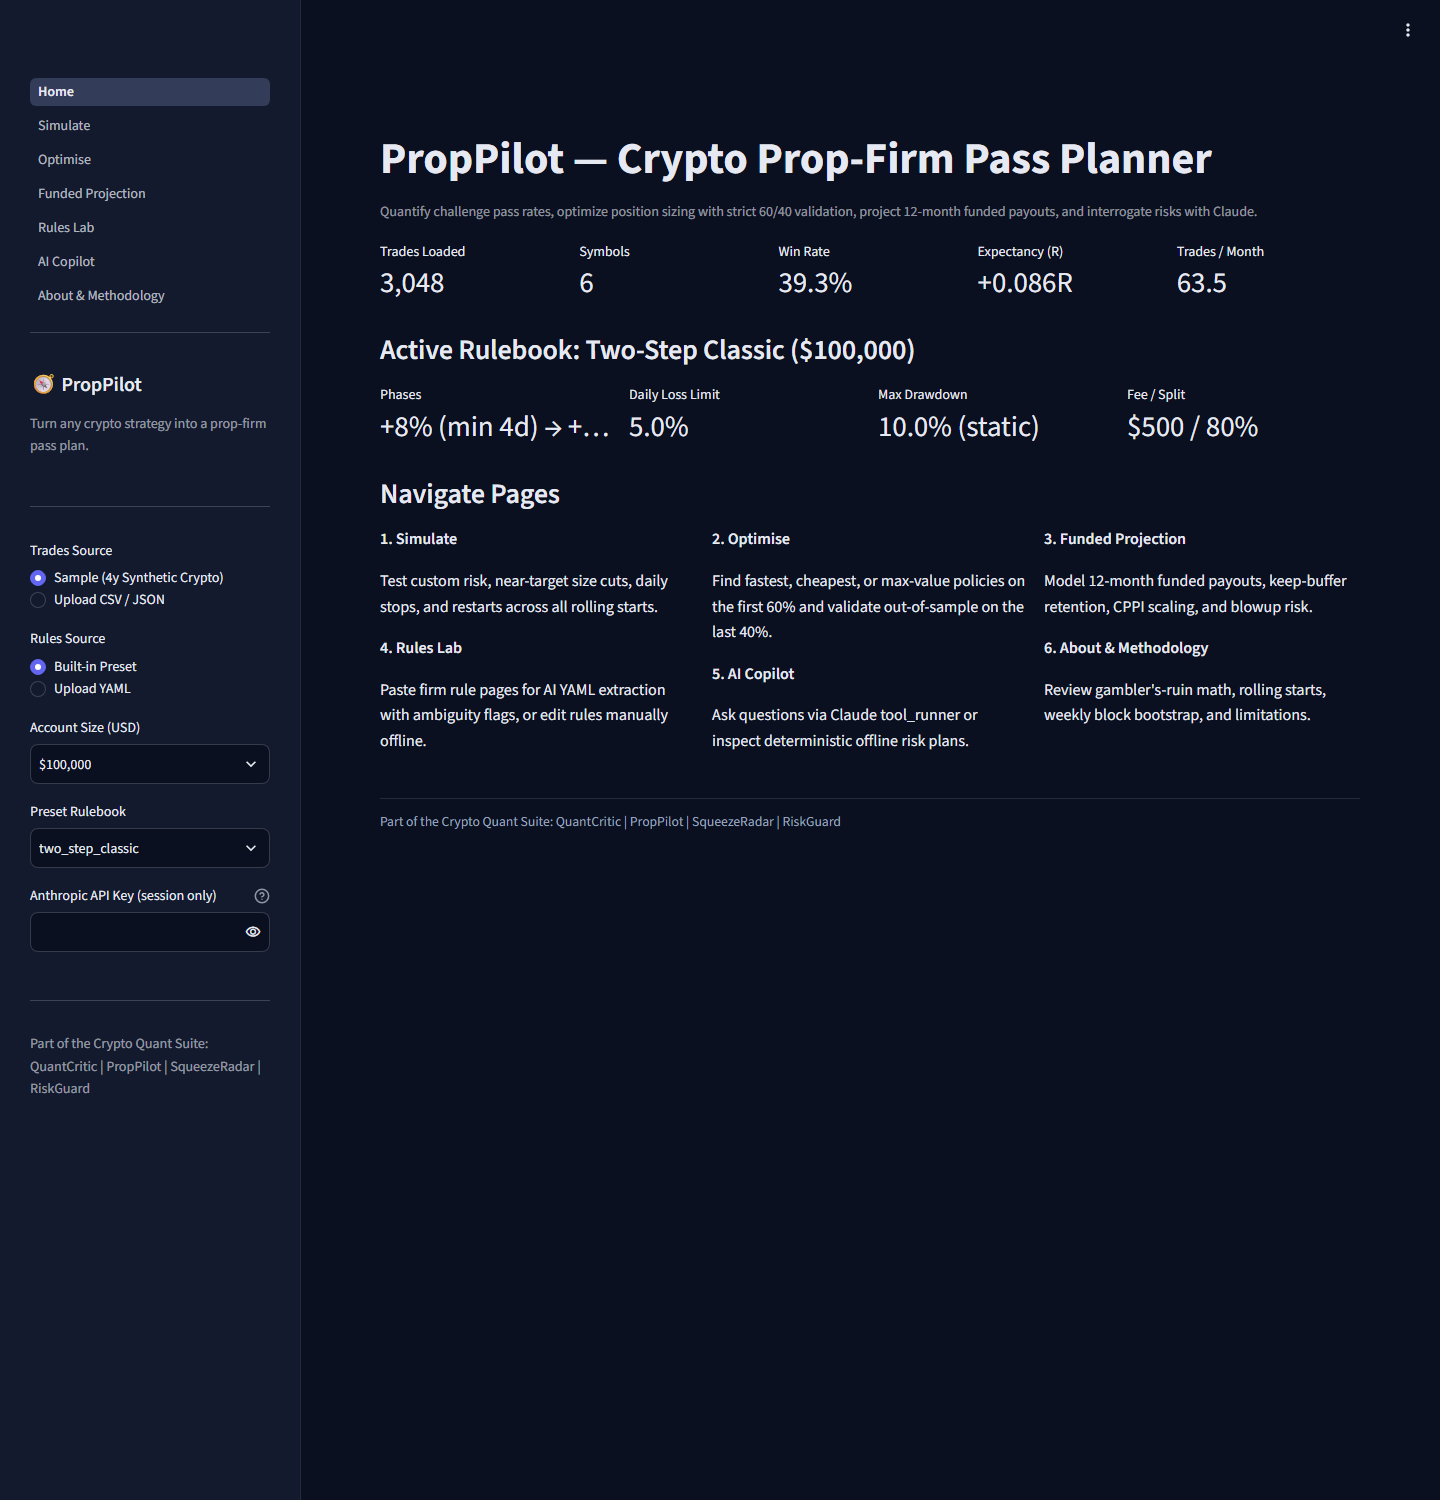 Home
Simulate
Optimise
Funded Projection
Rules Lab
AI Copilot
About & Methodology
PropPilot
Turn any crypto strategy into a prop-firm
pass plan.
Trades Source
Sample (4y Synthetic Crypto)
Upload CSV / JSON
Rules Source
Built-in Preset
Upload YAML
Account Size (USD)
$100,000
Preset Rulebook
two_step_classic
Anthropic API Key (session only)
Part of the Crypto Quant Suite:
QuantCritic | PropPilot | SqueezeRadar |
RiskGuard
PropPilot — Crypto Prop-Firm Pass Planner
Quantify challenge pass rates, optimize position sizing with strict 60/40 validation, project 12-month funded payouts, and interrogate risks with Claude.
Trades Loaded
3,048
Symbols
6
Win Rate
39.3%
Expectancy (R)
+0.086R
Trades / Month
63.5
Active Rulebook: Two-Step Classic ($100,000)
Phases
+8% (min 4d) → +...
Daily Loss Limit
5.0%
Max Drawdown
10.0% (static)
Fee / Split
$500 / 80%
Navigate Pages
1. Simulate
Test custom risk, near-target size cuts, daily
stops, and restarts across all rolling starts.
2. Optimise
Find fastest, cheapest, or max-value policies on
the first 60% and validate out-of-sample on the
last 40%.
3. Funded Projection
Model 12-month funded payouts, keep-buffer
retention, CPPI scaling, and blowup risk.
4. Rules Lab
Paste firm rule pages for AI YAML extraction
with ambiguity flags, or edit rules manually
offline.
5. AI Copilot
Ask questions via Claude tool_runner or
inspect deterministic offline risk plans.
6. About & Methodology
Review gambler's-ruin math, rolling starts,
weekly block bootstrap, and limitations.
Part of the Crypto Quant Suite: QuantCritic | PropPilot | SqueezeRadar | RiskGuard